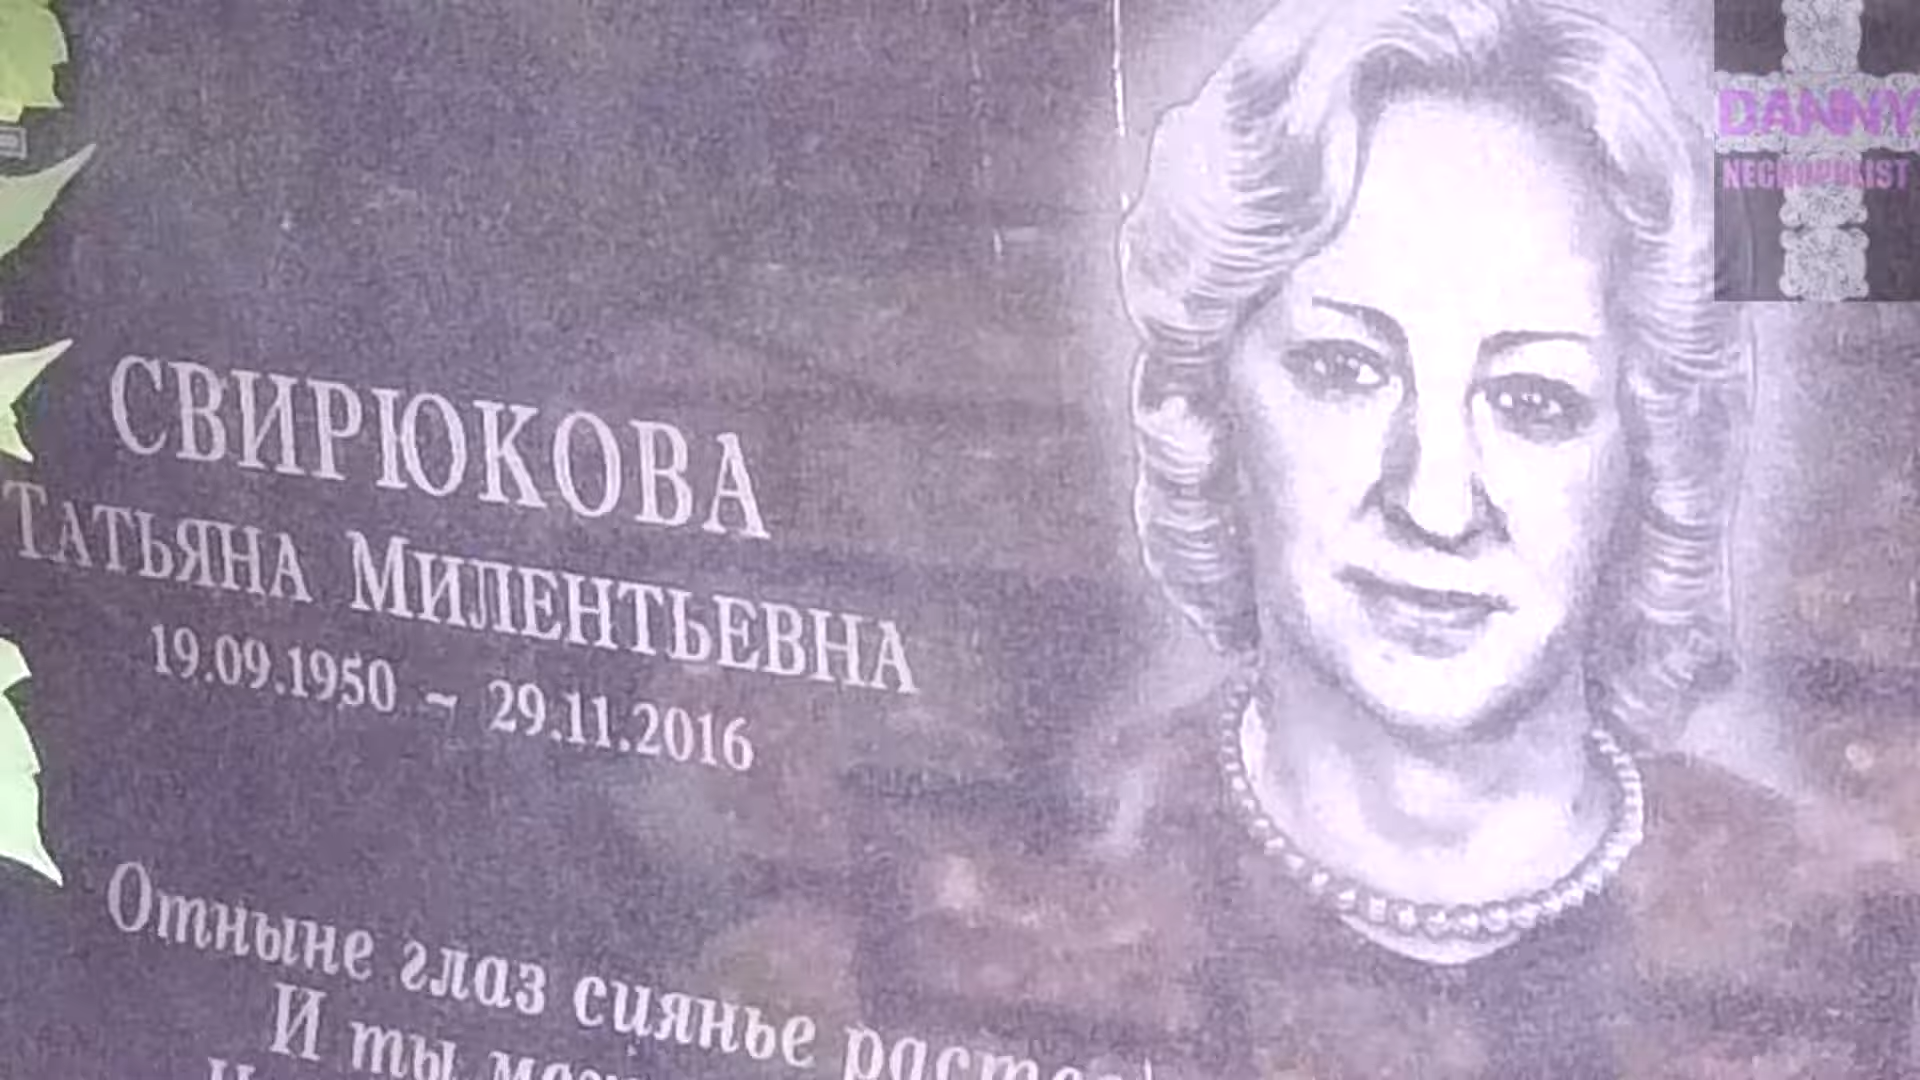 СВИРЮКОВА
ТАТЬЯНА МИЛЕНТЬЕВНА
19.09.1950 ~ 29.11.2016
Отныне глаз сиянье
И ты
DANNY
NECROPOLIST